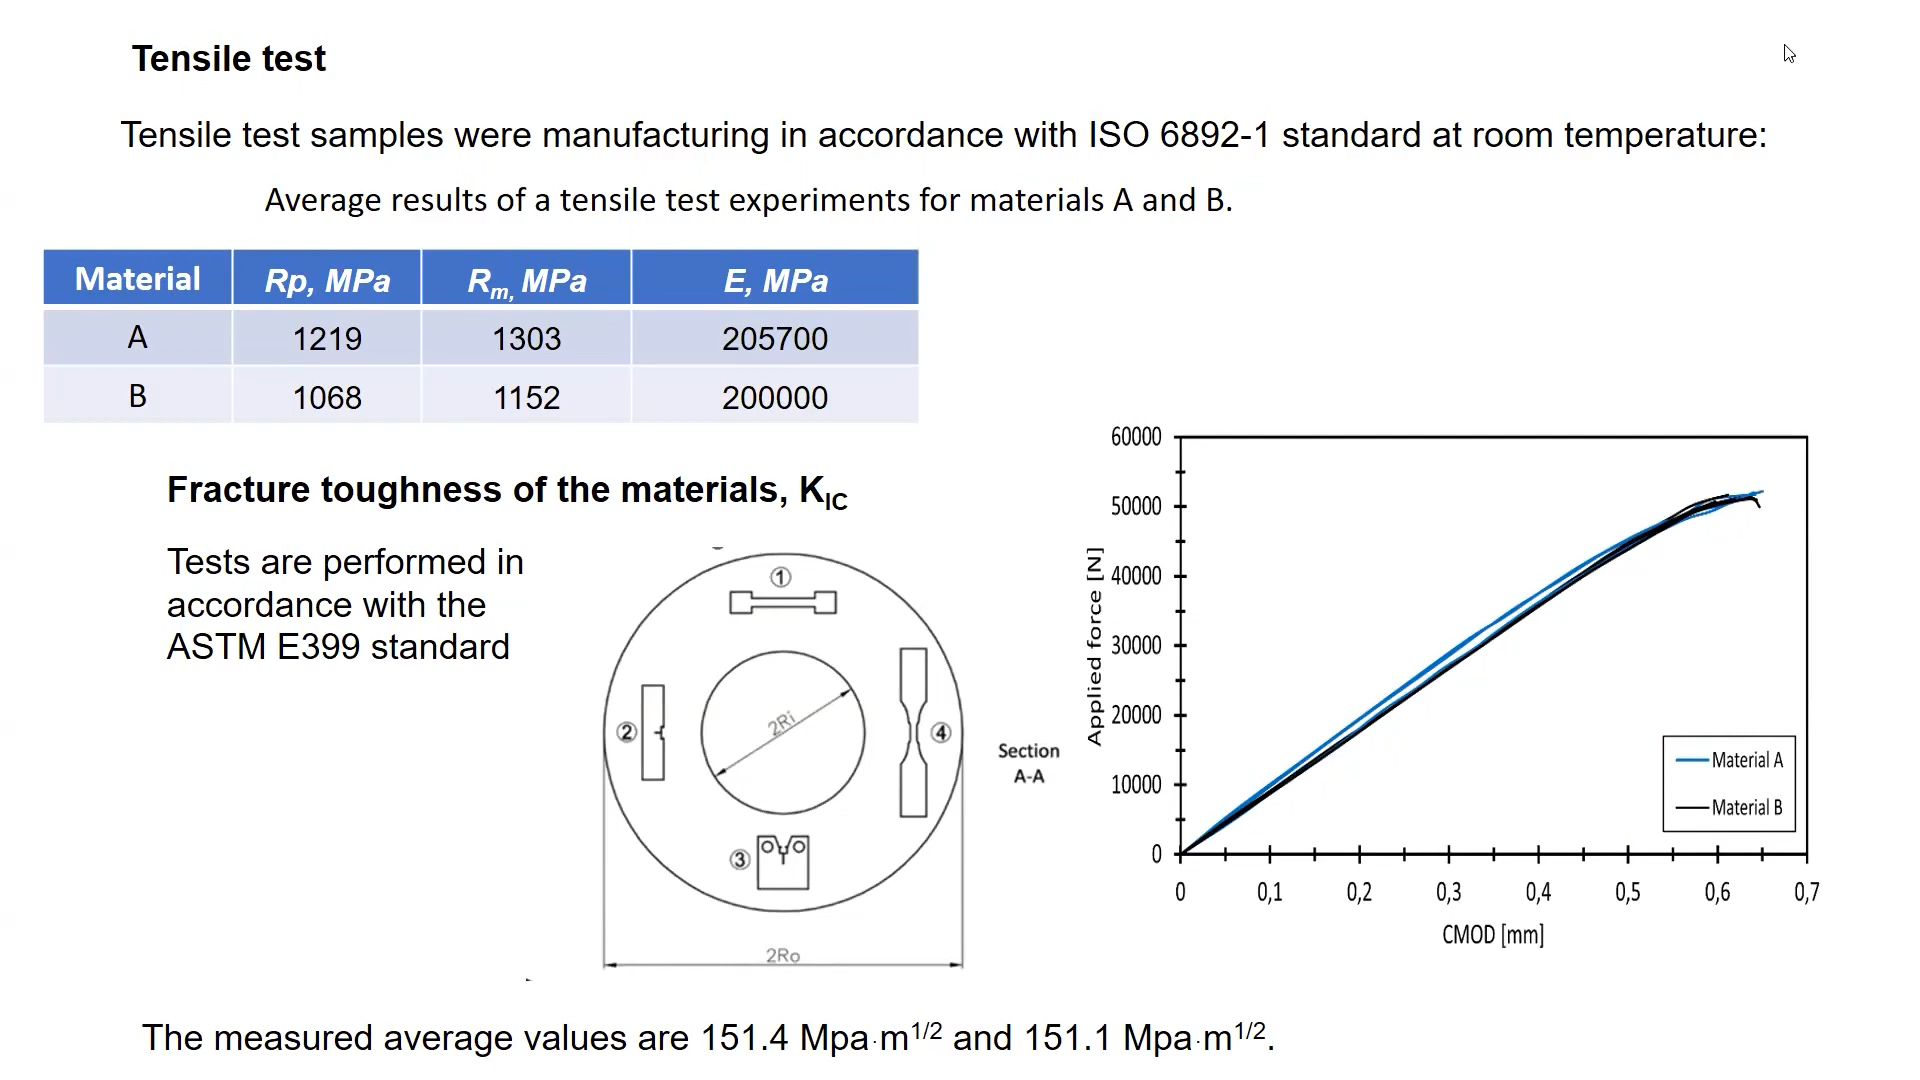 Tensile test
Tensile test samples were manufacturing in accordance with ISO 6892-1 standard at room temperature:
Average results of a tensile test experiments for materials A and B.
Material Rp, MPa Rm, MPa E, MPa
A 1219 1303 205700
B 1068 1152 200000
Fracture toughness of the materials, KIC
Tests are performed in
accordance with the
ASTM E399 standard
①
②
③
④
2Ri
2Ro
Section
A-A
Applied force [N]
60000
50000
40000
30000
20000
10000
0
0 0,1 0,2 0,3 0,4 0,5 0,6 0,7
CMOD [mm]
Material A
Material B
The measured average values are 151.4 Mpa·m1/2 and 151.1 Mpa·m1/2.